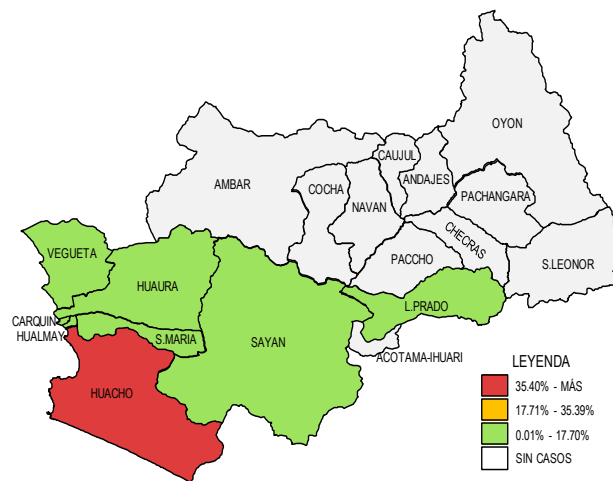 OYON
CAUJUL
ANDAJES
AMBAR
COCHA
NAVAN
PACHANGARA
CHECRAS
PACCHO
S.LEONOR
VEGUETA
HUAURA
L.PRADO
CARQUIN
HUALMAY
S.MARIA
SAYAN
ACOTAMA-IHUARI
HUACHO
LEYENDA
35.40% - MÁS
17.71% - 35.39%
0.01% - 17.70%
SIN CASOS